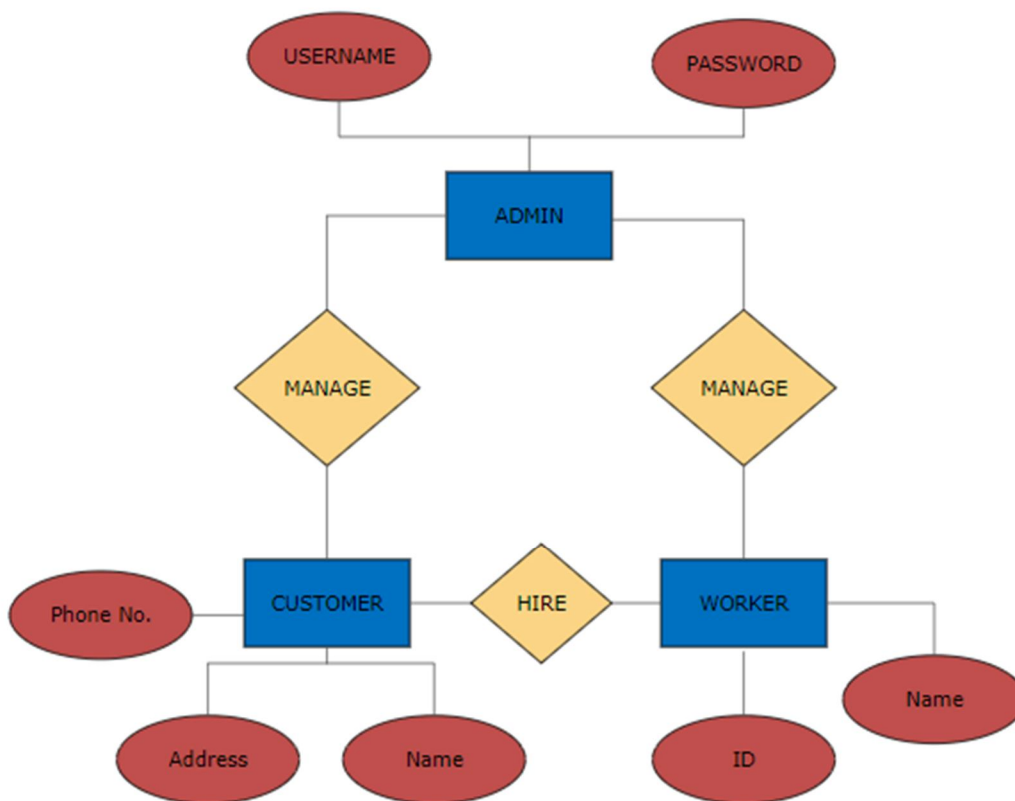 USERNAME
PASSWORD
ADMIN
MANAGE
MANAGE
CUSTOMER
HIRE
WORKER
Phone No.
Name
Address
Name
ID